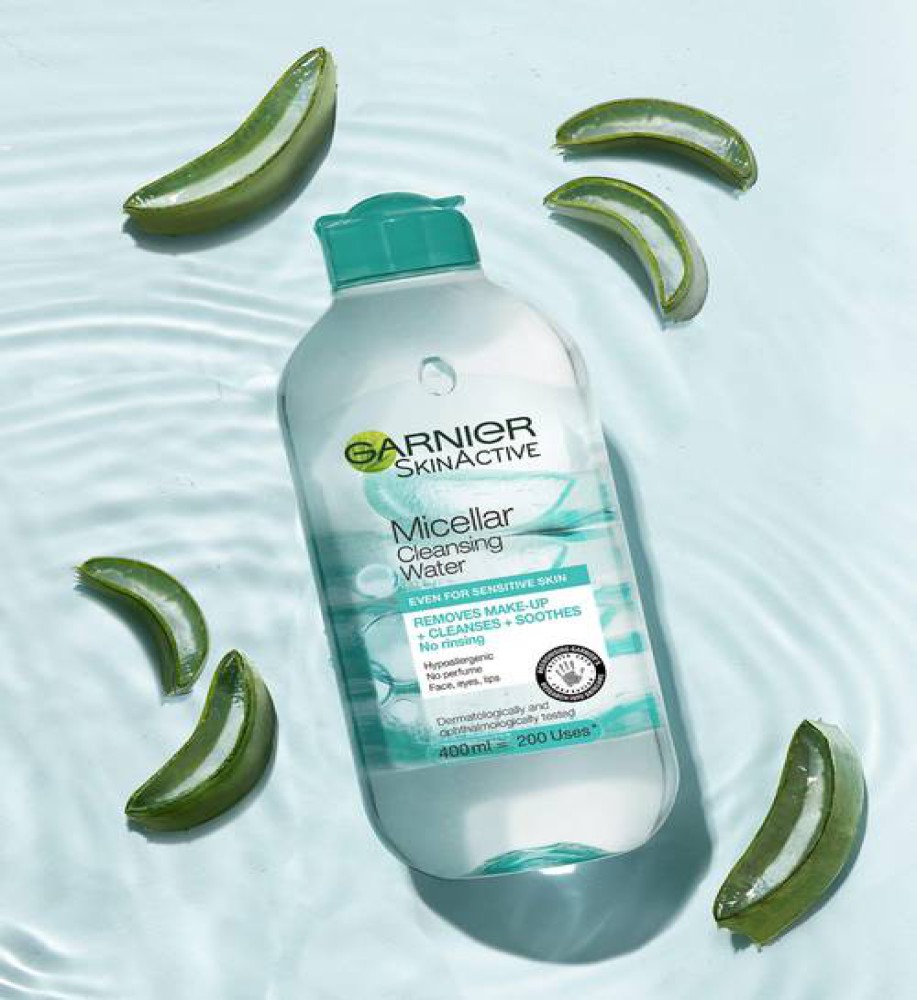 GARNIER
SKINACTIVE
Micellar
Cleansing
Water
EVEN FOR SENSITIVE SKIN
REMOVES MAKE-UP
+ CLEANSES + SOOTHES
No rinsing
Hypoallergenic
No perfume
Face, eyes, lips
Dermatologically and
ophthalmologically tested
400ml = 200 Uses*